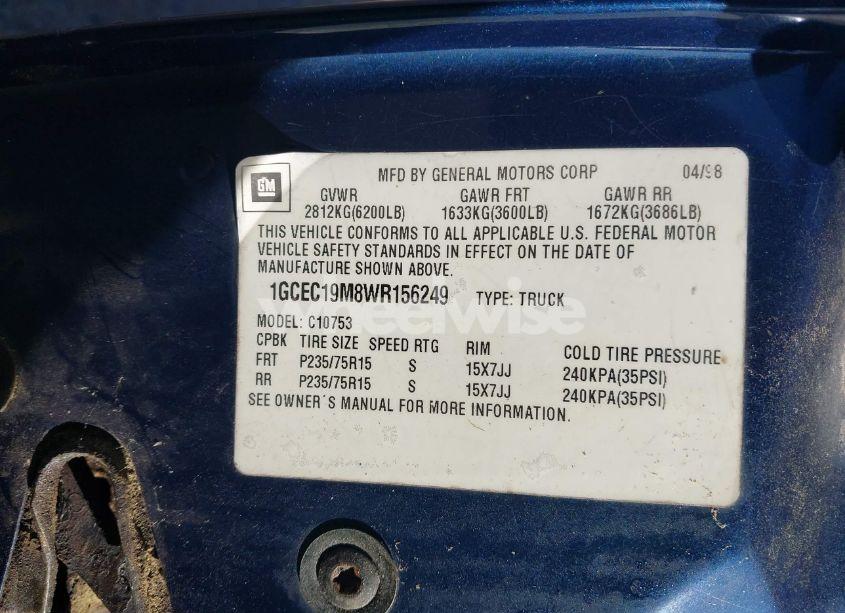 GM
MFD BY GENERAL MOTORS CORP 04/98
GVWR GAWR FRT GAWR RR
2812KG(6200LB) 1633KG(3600LB) 1672KG(3686LB)
THIS VEHICLE CONFORMS TO ALL APPLICABLE U.S. FEDERAL MOTOR
VEHICLE SAFETY STANDARDS IN EFFECT ON THE DATE OF
MANUFACTURE SHOWN ABOVE.
1GCEC19M8WR156249 TYPE: TRUCK
wheelwise
MODEL: C10753
CPBK TIRE SIZE SPEED RTG RIM COLD TIRE PRESSURE
FRT P235/75R15 S 15X7JJ 240KPA(35PSI)
RR P235/75R15 S 15X7JJ 240KPA(35PSI)
SEE OWNER'S MANUAL FOR MORE INFORMATION.